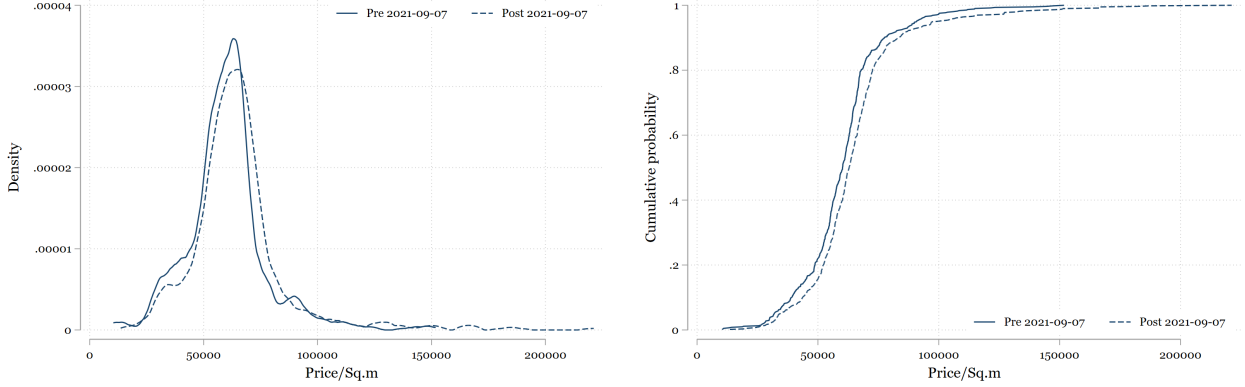 Pre 2021-09-07 Post 2021-09-07
.00004
.00003
.00002
.00001
0
Density
0 50000 100000 150000 200000
Price/Sq.m
1
.8
.6
.4
.2
0
Cumulative probability
Pre 2021-09-07 Post 2021-09-07
0 50000 100000 150000 200000
Price/Sq.m